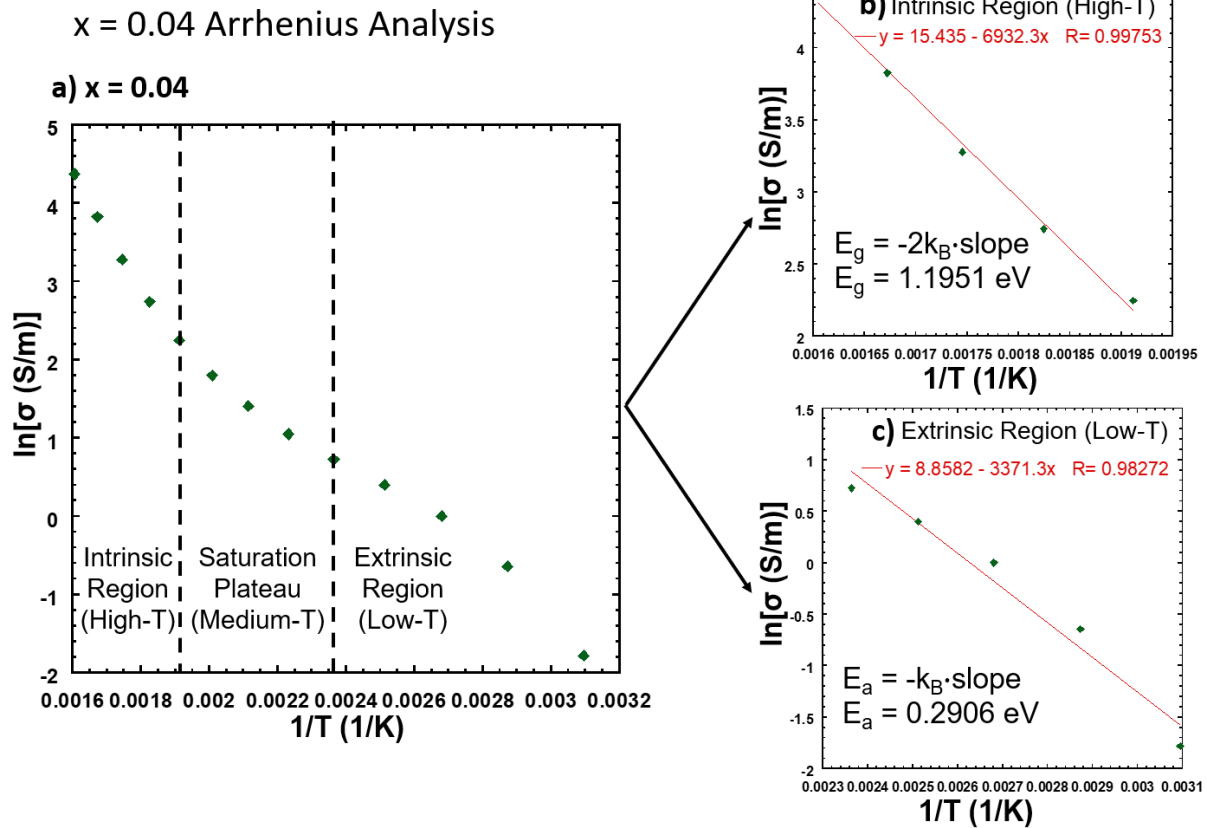 x = 0.04 Arrhenius Analysis
a) x = 0.04
5
4
3
2
1
0
-1
-2
ln[σ (S/m)]
Intrinsic
Region
(High-T)
Saturation
Plateau
(Medium-T)
Extrinsic
Region
(Low-T)
0.0016 0.0018 0.002 0.0022 0.0024 0.0026 0.0028 0.003 0.0032
1/T (1/K)
b) Intrinsic Region (High-T)
y = 15.435 - 6932.3x R= 0.99753
4
3.5
3
2.5
2
ln[σ (S/m)]
E_g = -2k_B·slope
E_g = 1.1951 eV
0.0016 0.00165 0.0017 0.00175 0.0018 0.00185 0.0019 0.00195
1/T (1/K)
c) Extrinsic Region (Low-T)
y = 8.8582 - 3371.3x R= 0.98272
1.5
1
0.5
0
-0.5
-1
-1.5
-2
ln[σ (S/m)]
E_a = -k_B·slope
E_a = 0.2906 eV
0.0023 0.0024 0.0025 0.0026 0.0027 0.0028 0.0029 0.003 0.0031
1/T (1/K)